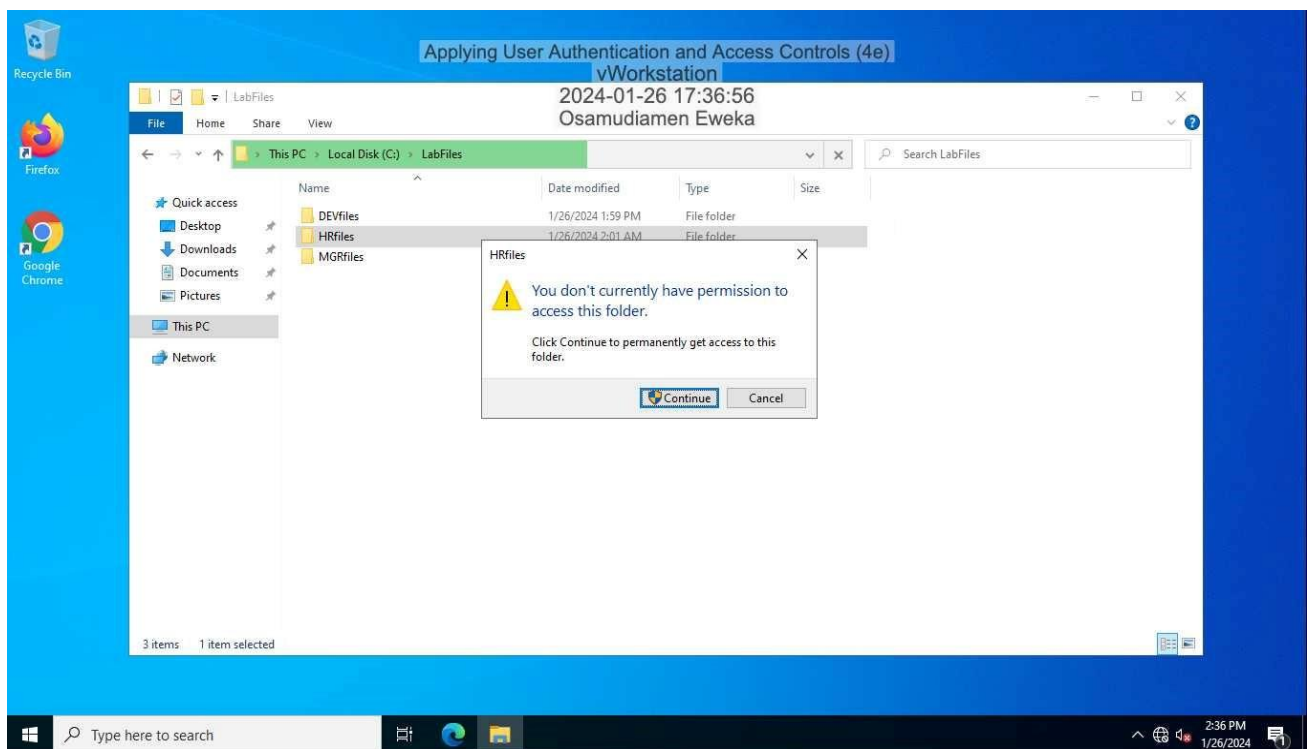 Applying User Authentication and Access Controls (4e)
vWorkstation
2024-01-26 17:36:56
Osamudiamen Eweka
Recycle Bin
Firefox
Google
Chrome
LabFiles
File Home Share View
This PC > Local Disk (C:) > LabFiles
Search LabFiles
Quick access
Desktop
Downloads
Documents
Pictures
This PC
Network
Name Date modified Type Size
DEVfiles 1/26/2024 1:59 PM File folder
HRfiles 1/26/2024 2:01 AM File folder
MGRfiles
HRfiles
You don't currently have permission to
access this folder.
Click Continue to permanently get access to this
folder.
Continue Cancel
3 items 1 item selected
Type here to search
2:36 PM
1/26/2024
1